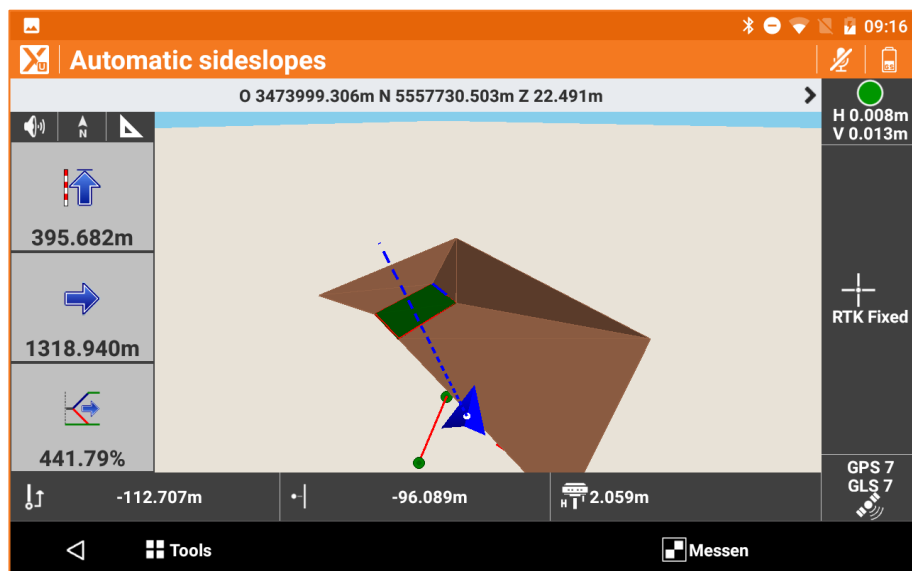 09:16
Automatic sideslopes
O 3473999.306m N 5557730.503m Z 22.491m
H 0.008m
V 0.013m
N
395.682m
RTK Fixed
1318.940m
441.79%
GPS 7
GLS 7
-112.707m
-96.089m
H
2.059m
Tools
Messen